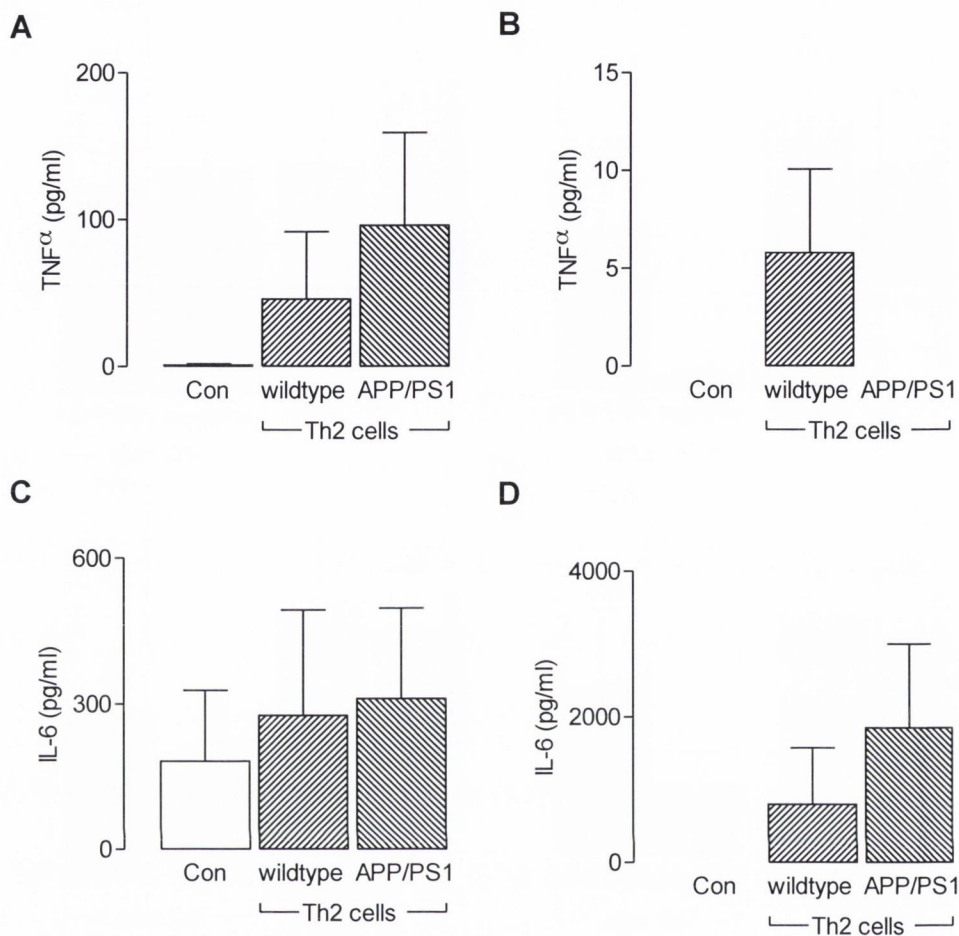 A
B
200
100
0
TNFα (pg/ml)
Con
wildtype
APP/PS1
Th2 cells
15
10
5
0
TNFα (pg/ml)
Con
wildtype
APP/PS1
Th2 cells
C
D
600
300
0
IL-6 (pg/ml)
Con
wildtype
APP/PS1
Th2 cells
4000
2000
0
IL-6 (pg/ml)
Con
wildtype
APP/PS1
Th2 cells